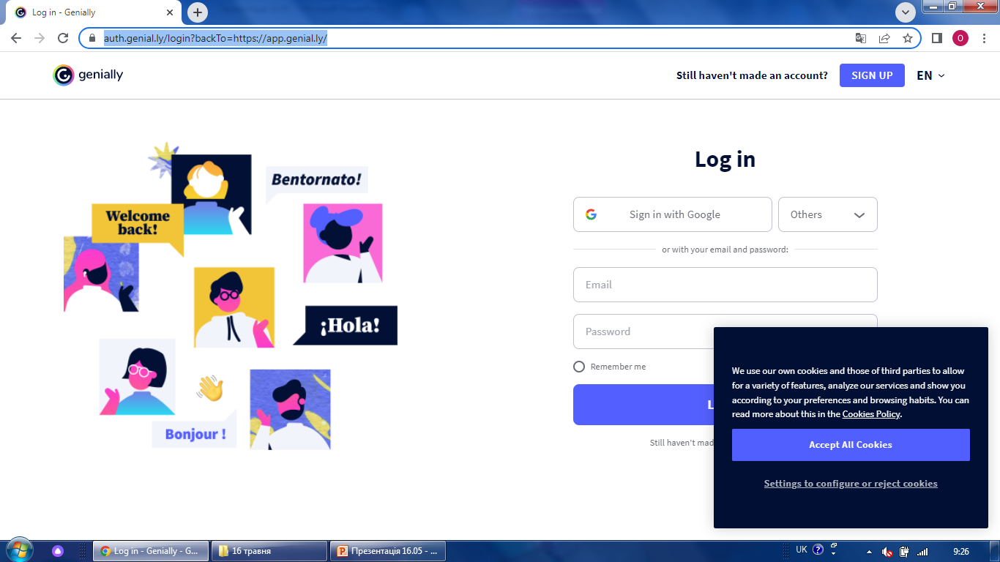 Log in - Genially
auth.genial.ly/login?backTo=https://app.genial.ly/
O
genially
Still haven't made an account?
SIGN UP
EN
Bentornato!
Welcome
back!
¡Hola!
Bonjour !
Log in
Sign in with Google
Others
or with your email and password:
Email
Password
Remember me
L
Still haven't mad
We use our own cookies and those of third parties to allow
for a variety of features, analyze our services and show you
according to your preferences and browsing habits. You can
read more about this in the Cookies Policy.
Accept All Cookies
Settings to configure or reject cookies
Log in - Genially - G...
16 травня
Презентація 16.05 - ...
UK
9:26